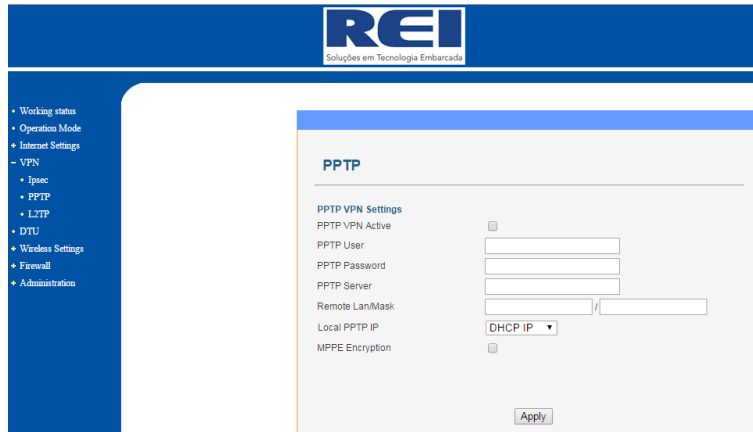 REI
Soluções em Tecnologia Embarcada
Working status
Operation Mode
Internet Settings
VPN
Ipsec
PPTP
L2TP
DTU
Wireless Settings
Firewall
Administration
PPTP
PPTP VPN Settings
PPTP VPN Active
PPTP User
PPTP Password
PPTP Server
Remote Lan/Mask /
Local PPTP IP DHCP IP
MPPE Encryption
Apply